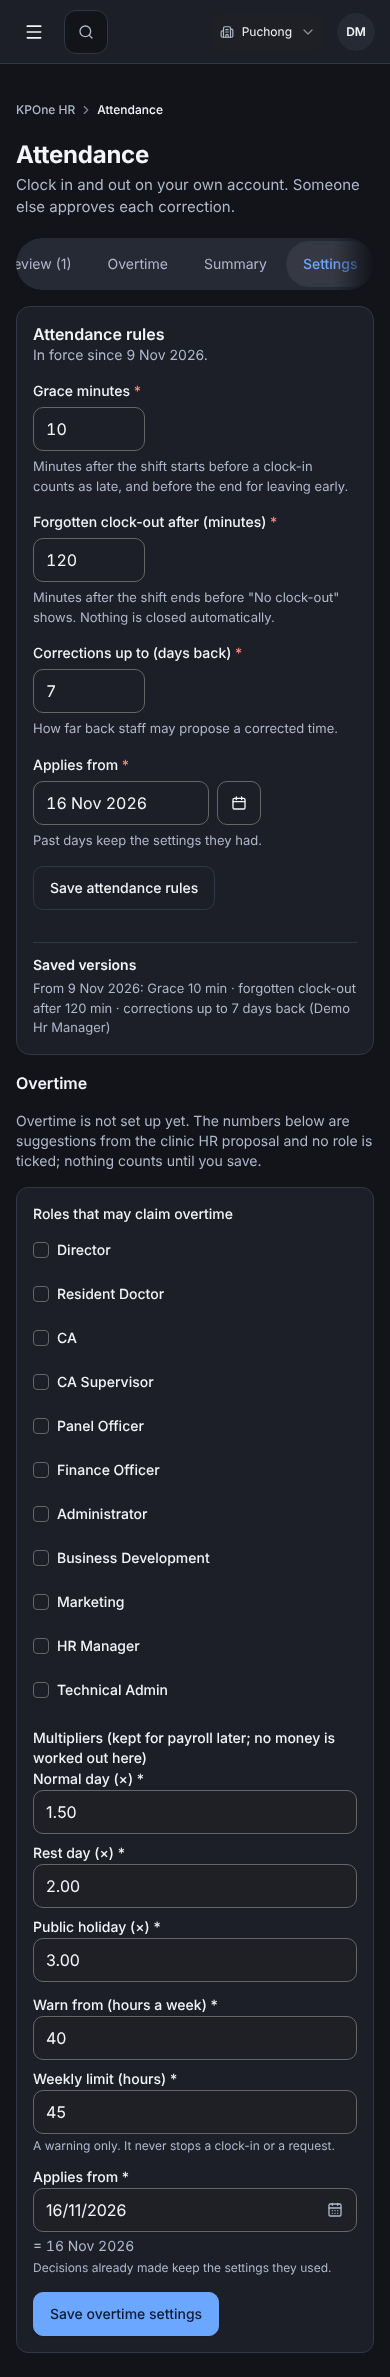 Puchong
DM
KPOne HR > Attendance
Attendance
Clock in and out on your own account. Someone
else approves each correction.
eview (1) Overtime Summary Settings
Attendance rules
In force since 9 Nov 2026.
Grace minutes *
10
Minutes after the shift starts before a clock-in
counts as late, and before the end for leaving early.
Forgotten clock-out after (minutes) *
120
Minutes after the shift ends before "No clock-out"
shows. Nothing is closed automatically.
Corrections up to (days back) *
7
How far back staff may propose a corrected time.
Applies from *
16 Nov 2026
Past days keep the settings they had.
Save attendance rules
Saved versions
From 9 Nov 2026: Grace 10 min · forgotten clock-out
after 120 min · corrections up to 7 days back (Demo
Hr Manager)
Overtime
Overtime is not set up yet. The numbers below are
suggestions from the clinic HR proposal and no role is
ticked; nothing counts until you save.
Roles that may claim overtime
Director
Resident Doctor
CA
CA Supervisor
Panel Officer
Finance Officer
Administrator
Business Development
Marketing
HR Manager
Technical Admin
Multipliers (kept for payroll later; no money is
worked out here)
Normal day (×) *
1.50
Rest day (×) *
2.00
Public holiday (×) *
3.00
Warn from (hours a week) *
40
Weekly limit (hours) *
45
A warning only. It never stops a clock-in or a request.
Applies from *
16/11/2026
= 16 Nov 2026
Decisions already made keep the settings they used.
Save overtime settings